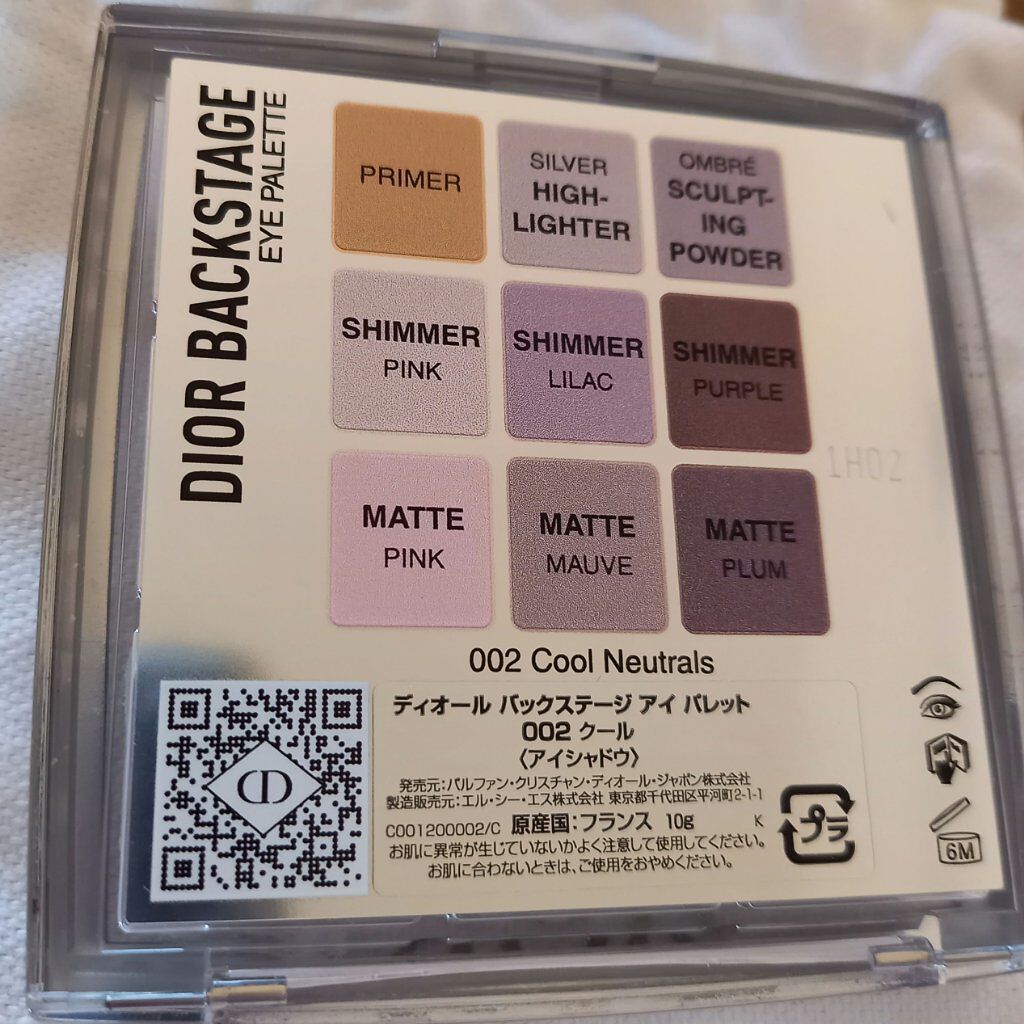 DIOR BACKSTAGE
EYE PALETTE
PRIMER
SILVER
HIGH-
LIGHTER
OMBRÉ
SCULPT-
ING
POWDER
SHIMMER
PINK
SHIMMER
LILAC
SHIMMER
PURPLE
MATTE
PINK
MATTE
MAUVE
MATTE
PLUM
1H02
002 Cool Neutrals
CD
ディオール バックステージ アイ パレット
002 クール
〈アイシャドウ〉
発売元:パルファン・クリスチャン・ディオール・ジャポン株式会社
製造販売元:エル・シー・エス株式会社 東京都千代田区平河町2-1-1
C001200002/C 原産国:フランス 10g K
お肌に異常が生じていないかよく注意して使用してください。
お肌に合わないときは、ご使用をおやめください。
プラ
6M